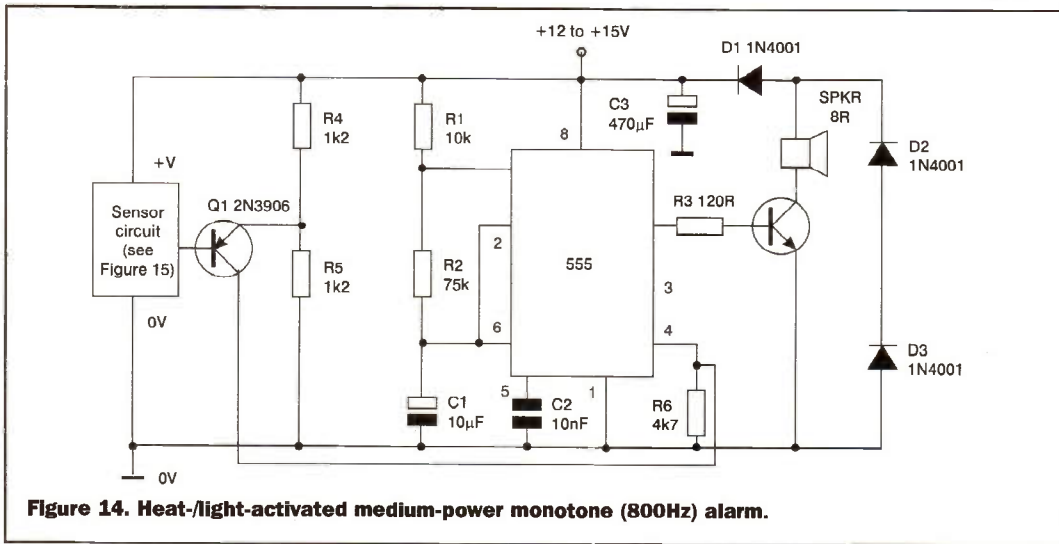 +12 to +15V
D1 1N4001
R4
1k2
R1
10k
C3
470µF
SPKR
8R
8
D2
1N4001
+V
Q1 2N3906
Sensor
circuit
(see
Figure 15)
R3 120R
2
555
R5
1k2
R2
75k
3
0V
6
4
D3
1N4001
5
1
C1
10µF
C2
10nF
R6
4k7
0V
Figure 14. Heat-/light-activated medium-power monotone (800Hz) alarm.